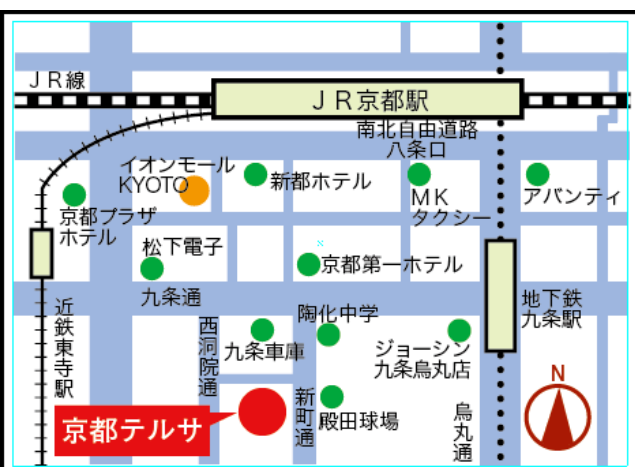 JR線
JR京都駅
南北自由道路
八条口
イオンモール
KYOTO
新都ホテル
MK
タクシー
アバンティ
京都プラザ
ホテル
松下電子
京都第一ホテル
九条通
地下鉄
九条駅
近鉄東寺駅
西洞院通
九条車庫
陶化中学
ジョーシン
九条烏丸店
新町通
殿田球場
烏丸通
京都テルサ
N